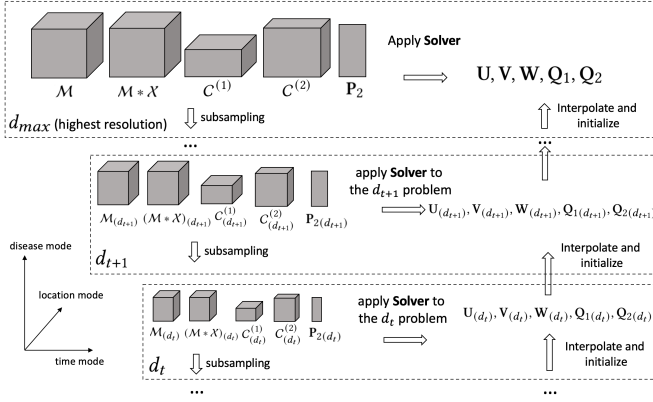 Apply Solver
ℳ ℳ ∗ 𝒳 𝒞⁽¹⁾ 𝒞⁽²⁾ P₂
U, V, W, Q₁, Q₂
d_max (highest resolution)
subsampling
Interpolate and
initialize
...
...
apply Solver to
the d_{t+1} problem
ℳ_(d_{t+1}) (ℳ ∗ 𝒳)_(d_{t+1}) 𝒞⁽¹⁾_(d_{t+1}) 𝒞⁽²⁾_(d_{t+1}) P_2(d_{t+1})
U_(d_{t+1}), V_(d_{t+1}), W_(d_{t+1}), Q_1(d_{t+1}), Q_2(d_{t+1})
d_{t+1}
subsampling
Interpolate and
initialize
disease mode
location mode
time mode
apply Solver to
the d_t problem
ℳ_(d_t) (ℳ ∗ 𝒳)_(d_t) 𝒞⁽¹⁾_(d_t) 𝒞⁽²⁾_(d_t) P_2(d_t)
U_(d_t), V_(d_t), W_(d_t), Q_1(d_t), Q_2(d_t)
d_t
subsampling
Interpolate and
initialize
...
...